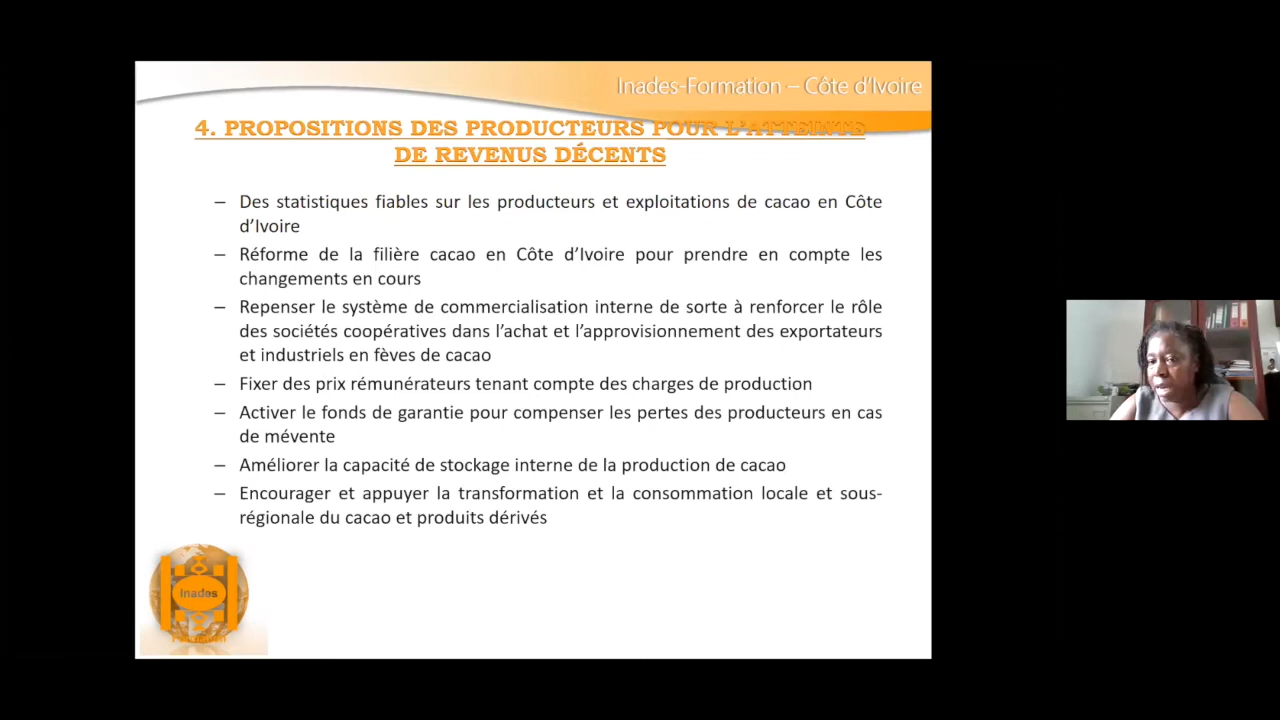 Inades-Formation – Côte d'Ivoire
4. PROPOSITIONS DES PRODUCTEURS POUR L'ATTEINTE
DE REVENUS DÉCENTS
– Des statistiques fiables sur les producteurs et exploitations de cacao en Côte
d'Ivoire
– Réforme de la filière cacao en Côte d'Ivoire pour prendre en compte les
changements en cours
– Repenser le système de commercialisation interne de sorte à renforcer le rôle
des sociétés coopératives dans l'achat et l'approvisionnement des exportateurs
et industriels en fèves de cacao
– Fixer des prix rémunérateurs tenant compte des charges de production
– Activer le fonds de garantie pour compenser les pertes des producteurs en cas
de mévente
– Améliorer la capacité de stockage interne de la production de cacao
– Encourager et appuyer la transformation et la consommation locale et sous-
régionale du cacao et produits dérivés
Inades